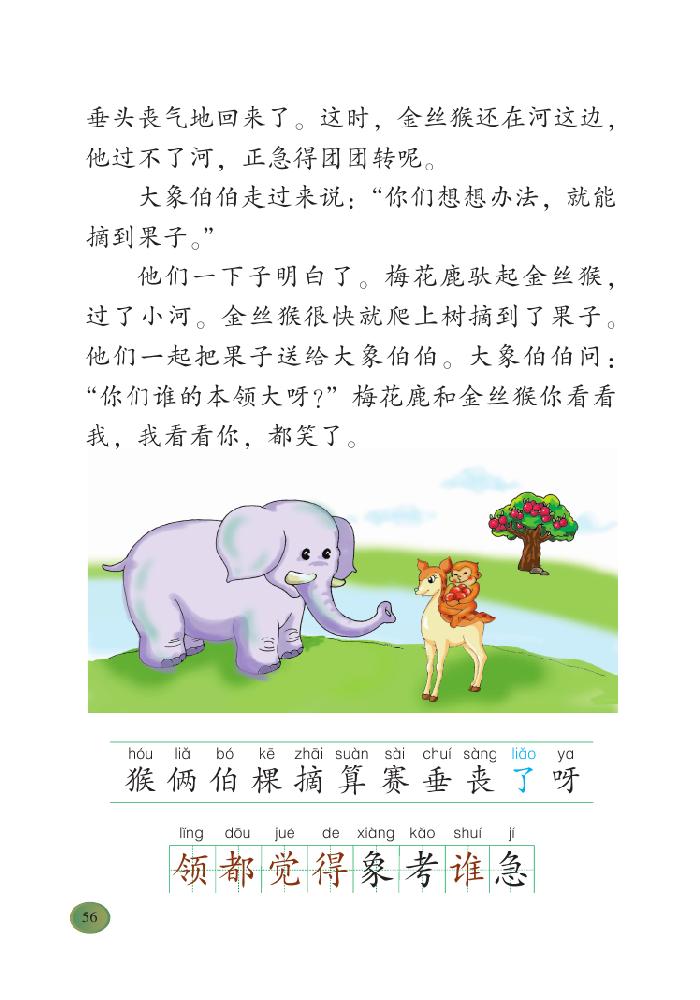 垂头丧气地回来了。这时，金丝猴还在河这边，
他过不了河，正急得团团转呢。
大象伯伯走过来说：“你们想想办法，就能
摘到果子。”
他们一下子明白了。梅花鹿驮起金丝猴，
过了小河。金丝猴很快就爬上树摘到了果子。
他们一起把果子送给大象伯伯。大象伯伯问：
“你们谁的本领大呀?”梅花鹿和金丝猴你看看
我，我看看你，都笑了。
hóu liǎ bó kē zhāi suàn sài chuí sàng liǎo ya
猴 俩 伯 棵 摘 算 赛 垂 丧 了 呀
lǐng dōu jué de xiàng kǎo shuí jí
领 都 觉 得 象 考 谁 急
56